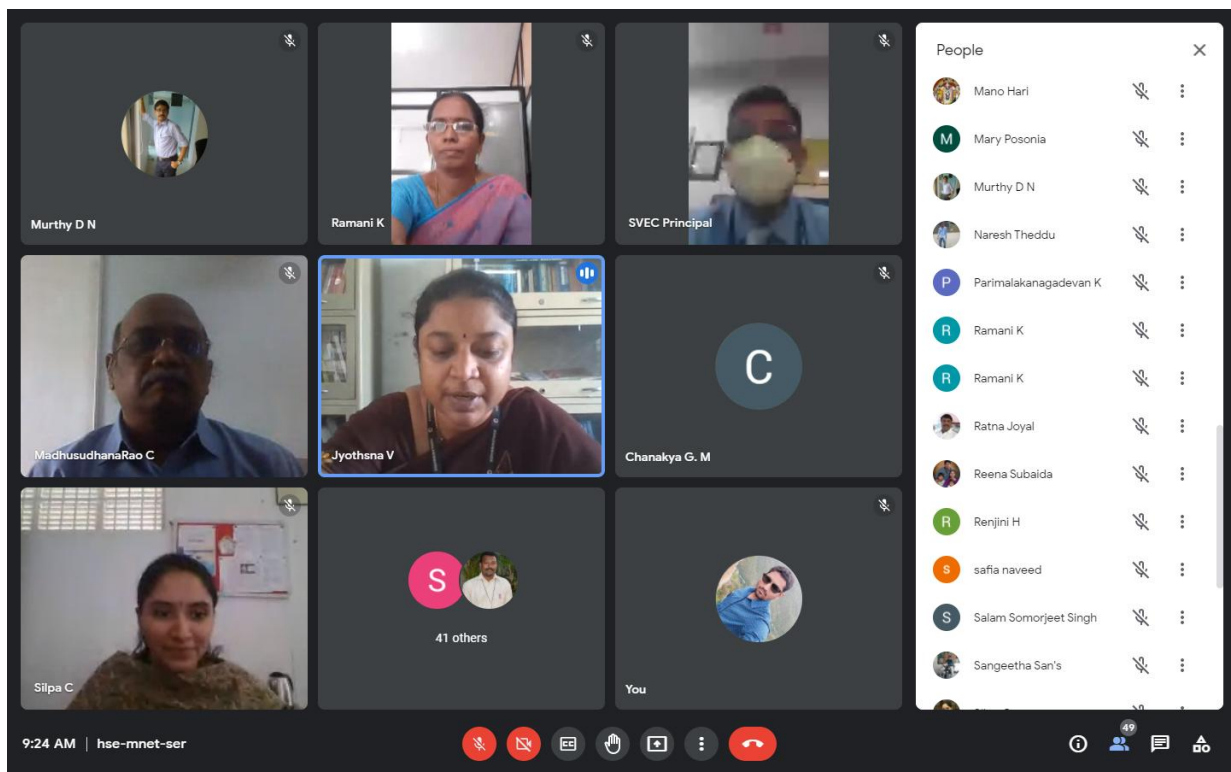 Murthy D N
Ramani K
SVEC Principal
MadhusudhanaRao C
Jyothsna V
C
Chanakya G. M
Silpa C
S
41 others
You
People
Mano Hari
M
Mary Posonia
Murthy D N
Naresh Theddu
P
Parimalakanagadevan K
R
Ramani K
R
Ramani K
Ratna Joyal
Reena Subaida
R
Renjini H
s
safia naveed
S
Salam Somorjeet Singh
Sangeetha San's
9:24 AM | hse-mnet-ser
CC
49